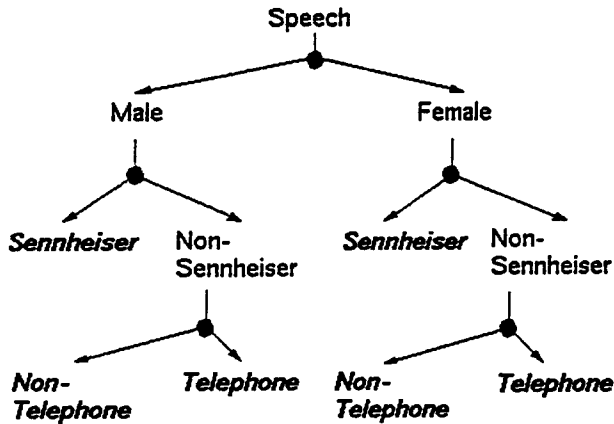 Speech
Male Female
Sennheiser Non- Sennheiser Non-
Sennheiser Sennheiser
Non- Telephone Non- Telephone
Telephone Telephone